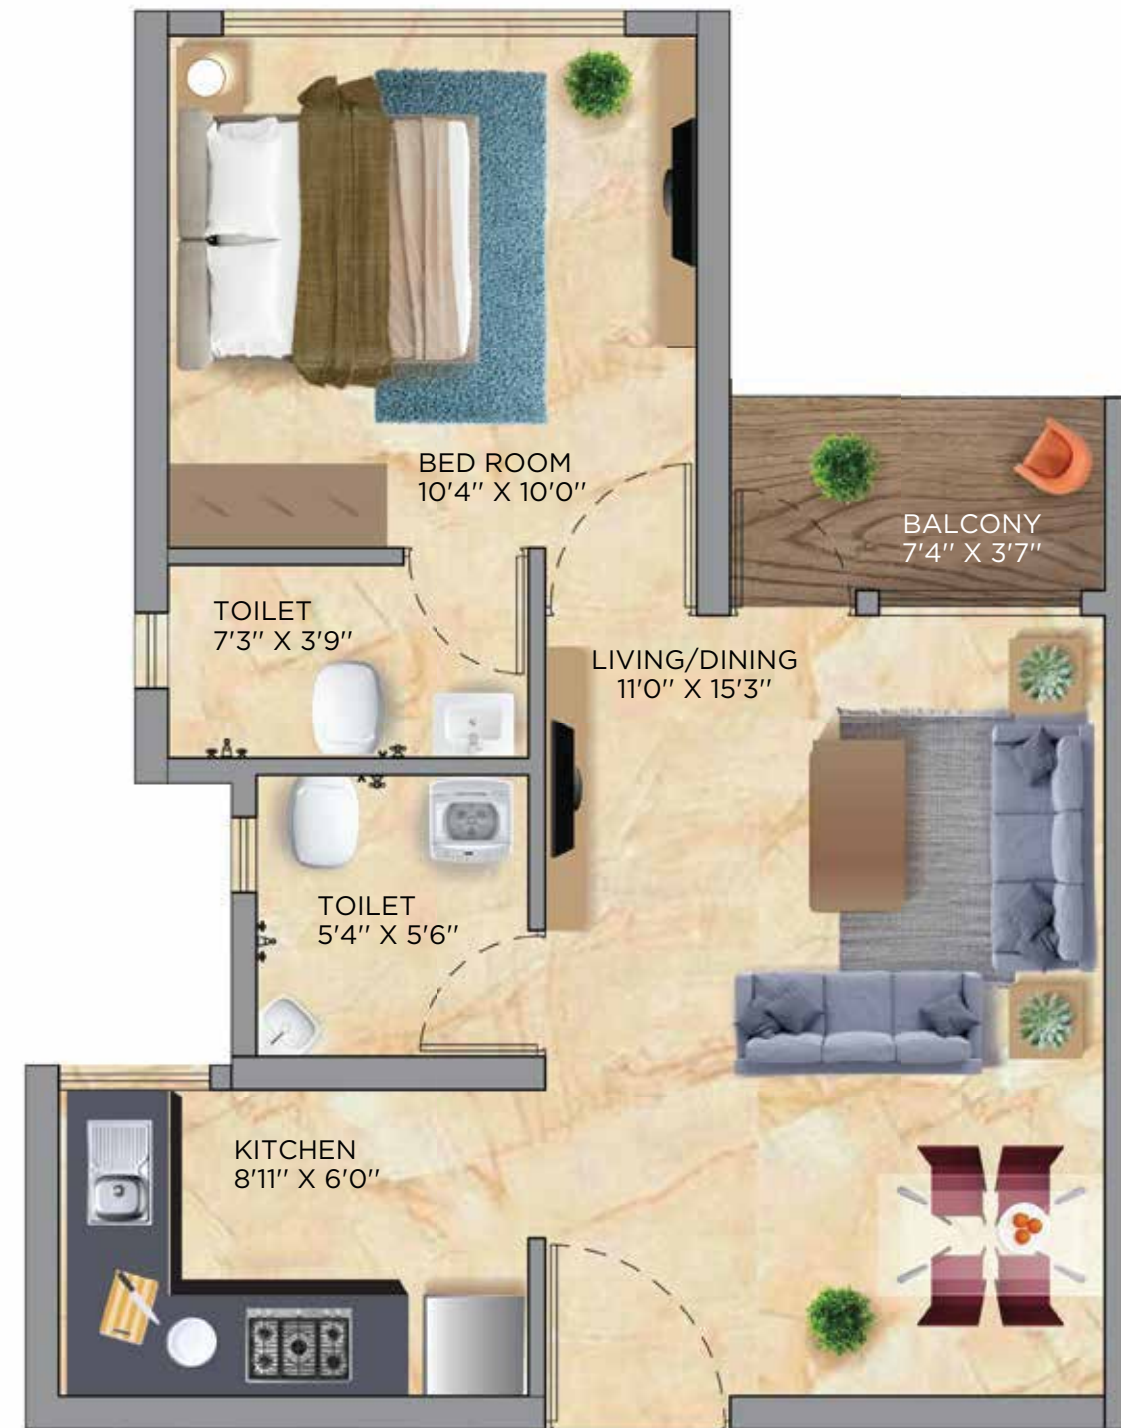 BED ROOM
10'4" X 10'0"
BALCONY
7'4" X 3'7"
TOILET
7'3" X 3'9"
LIVING/DINING
11'0" X 15'3"
TOILET
5'4" X 5'6"
KITCHEN
8'11" X 6'0"